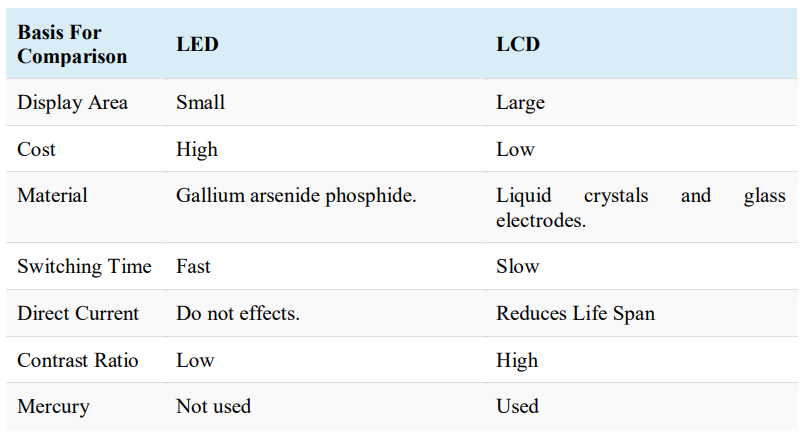 Basis For
Comparison LED LCD
Display Area Small Large
Cost High Low
Material Gallium arsenide phosphide. Liquid crystals and glass
electrodes.
Switching Time Fast Slow
Direct Current Do not effects. Reduces Life Span
Contrast Ratio Low High
Mercury Not used Used